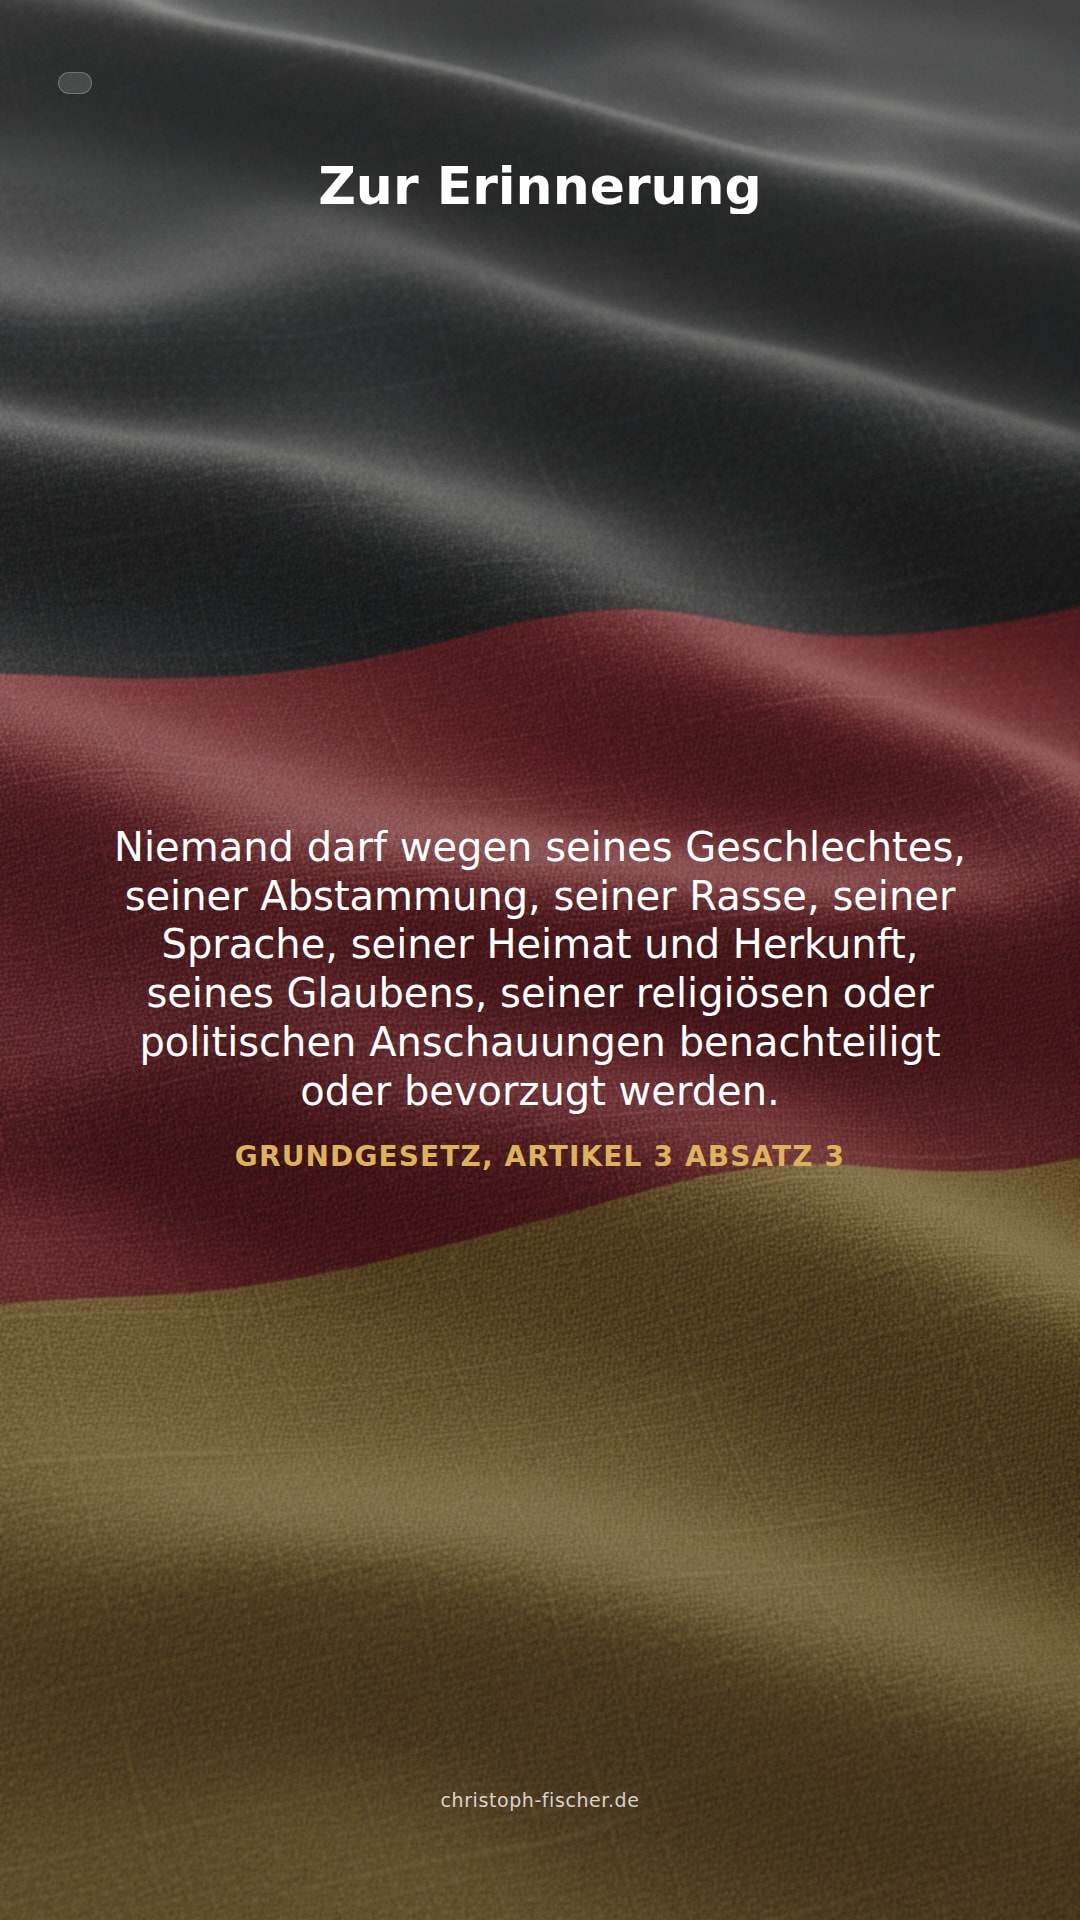 Zur Erinnerung
Niemand darf wegen seines Geschlechtes,
seiner Abstammung, seiner Rasse, seiner
Sprache, seiner Heimat und Herkunft,
seines Glaubens, seiner religiösen oder
politischen Anschauungen benachteiligt
oder bevorzugt werden.
GRUNDGESETZ, ARTIKEL 3 ABSATZ 3
christoph-fischer.de